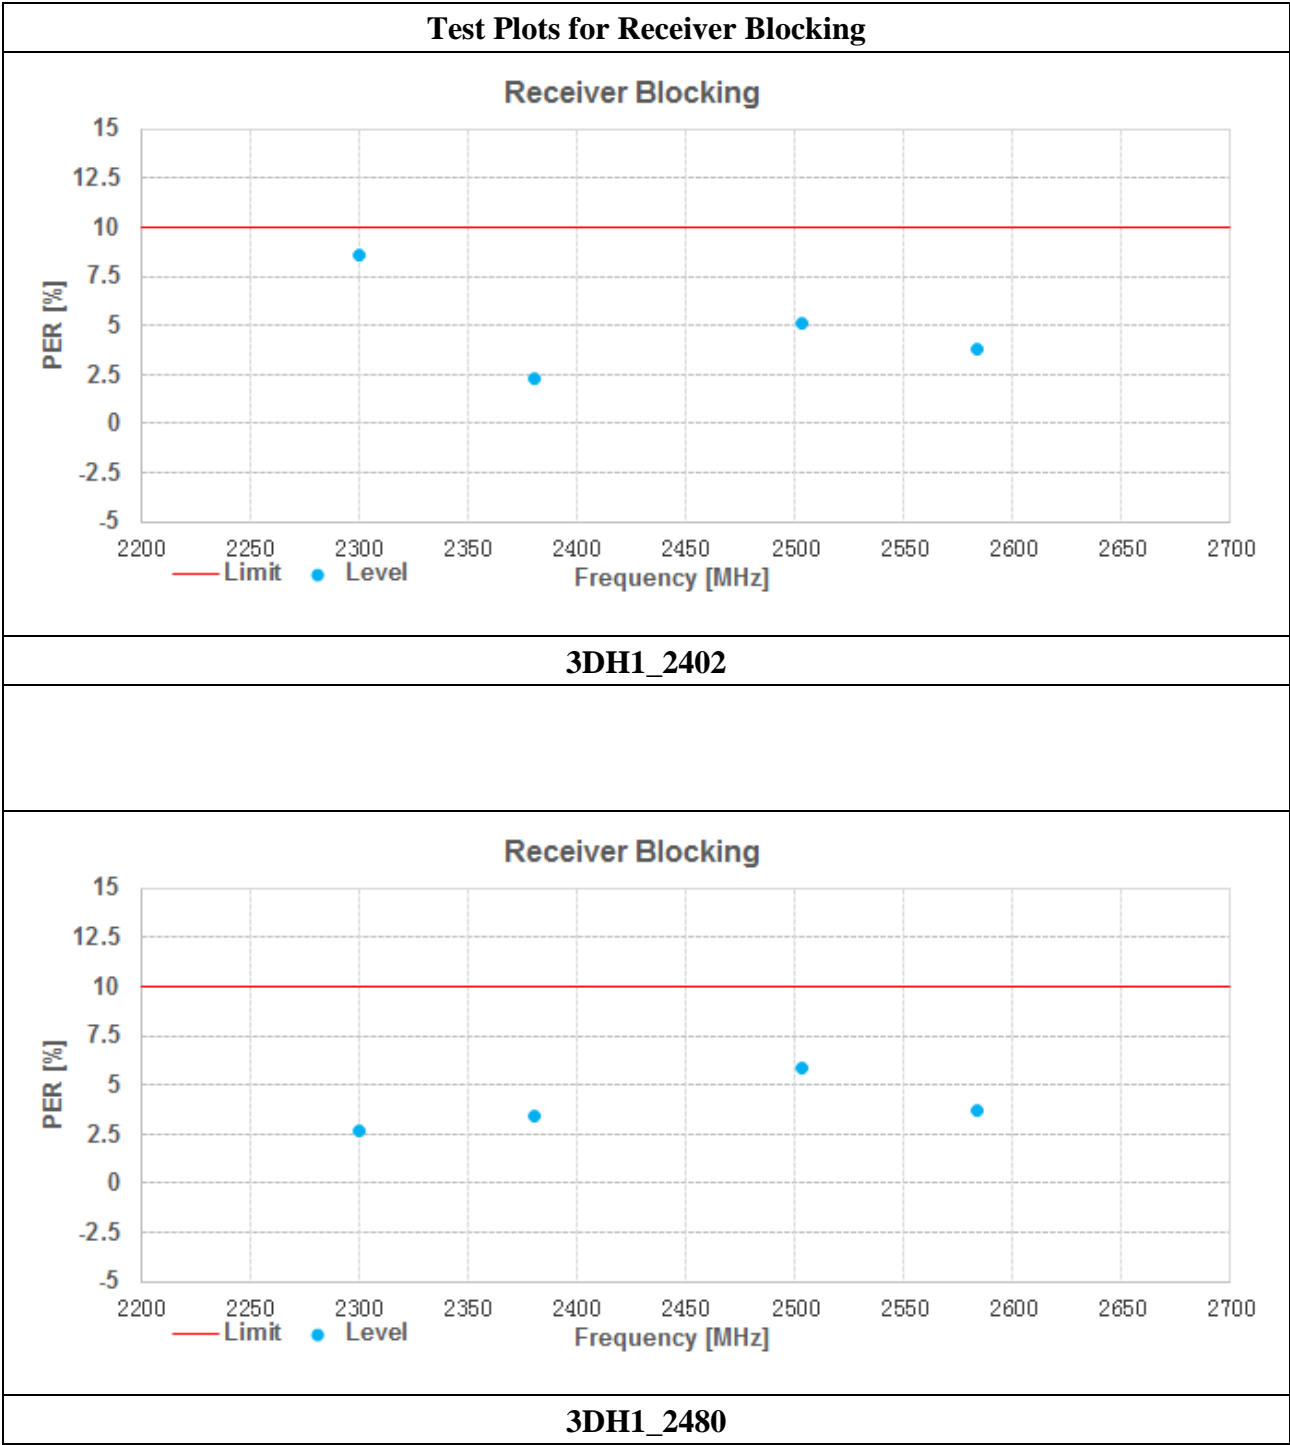 Test Plots for Receiver Blocking
Receiver Blocking
15
12.5
10
7.5
5
2.5
0
-2.5
-5
PER [%]
2200 2250 2300 2350 2400 2450 2500 2550 2600 2650 2700
Limit Level Frequency [MHz]
3DH1_2402
Receiver Blocking
15
12.5
10
7.5
5
2.5
0
-2.5
-5
PER [%]
2200 2250 2300 2350 2400 2450 2500 2550 2600 2650 2700
Limit Level Frequency [MHz]
3DH1_2480